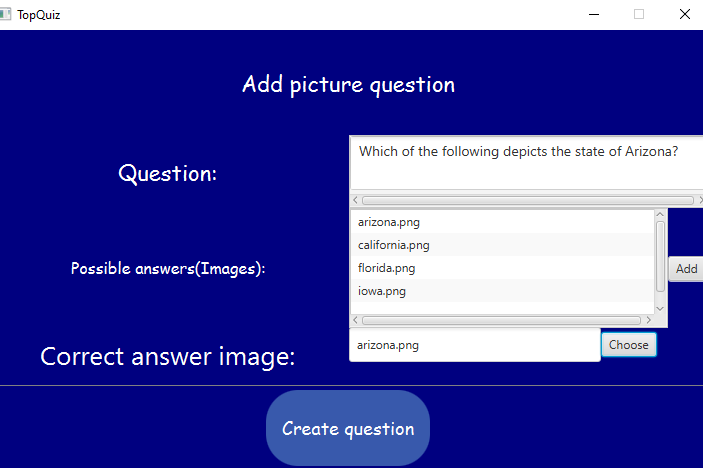 TopQuiz
Add picture question
Question:
Which of the following depicts the state of Arizona?
Possible answers(Images):
arizona.png
california.png
florida.png
iowa.png
Add
Correct answer image:
arizona.png
Choose
Create question